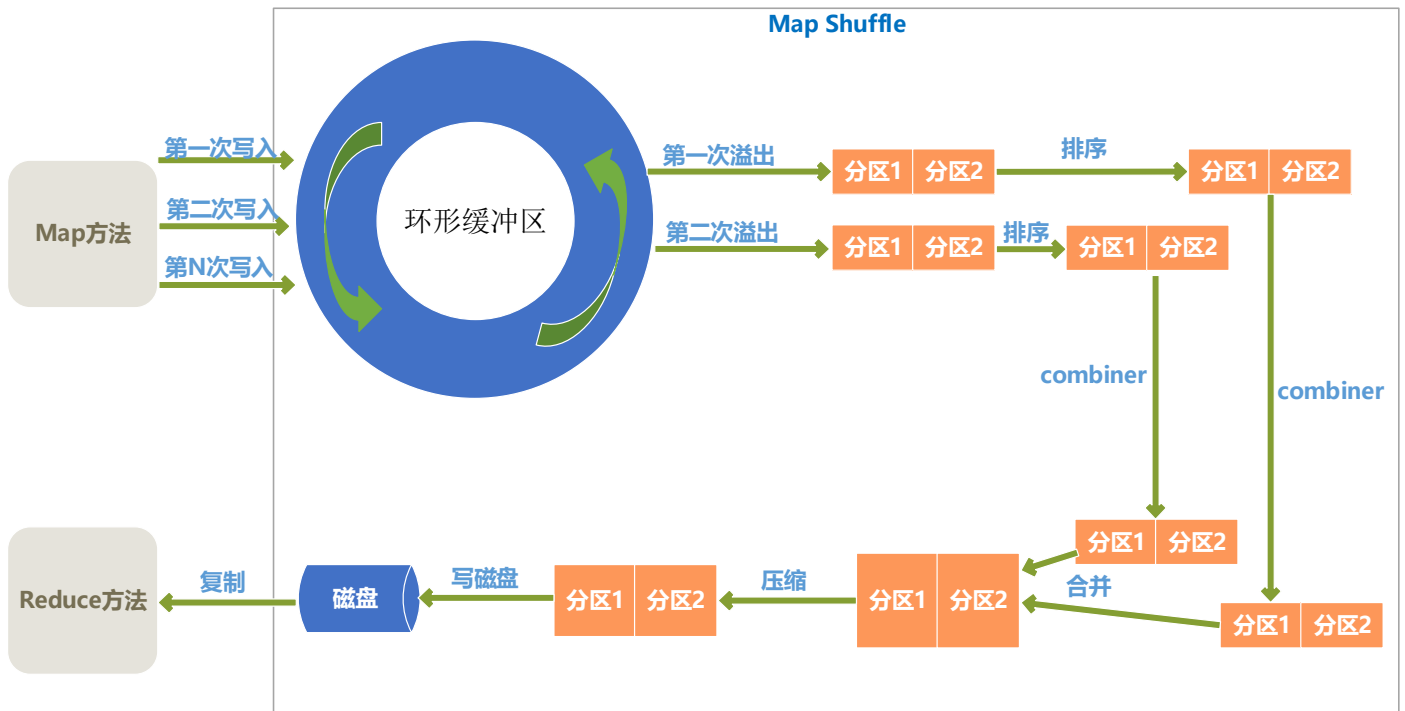 Map Shuffle
第一次写入
第二次写入
第N次写入
Map方法
环形缓冲区
第一次溢出
分区1 分区2
排序
分区1 分区2
第二次溢出
分区1 分区2
排序
分区1 分区2
combiner
combiner
分区1 分区2
合并
分区1 分区2
分区1 分区2
压缩
分区1 分区2
写磁盘
磁盘
复制
Reduce方法